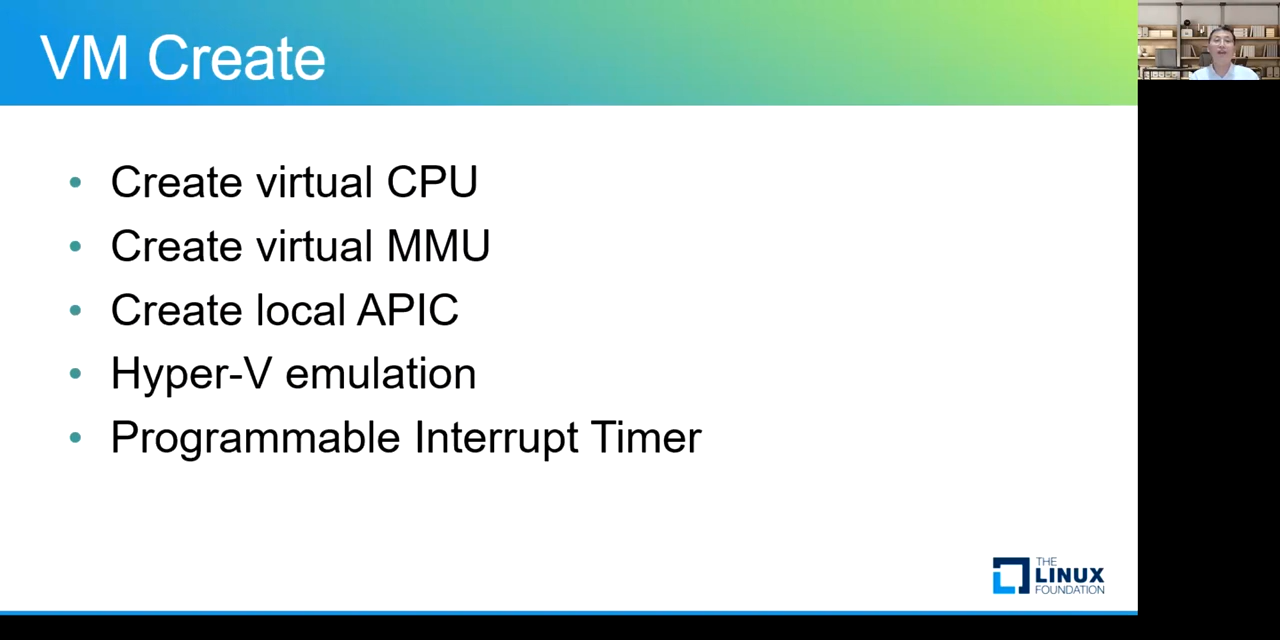 VM Create
• Create virtual CPU
• Create virtual MMU
• Create local APIC
• Hyper-V emulation
• Programmable Interrupt Timer
THE
LINUX
FOUNDATION